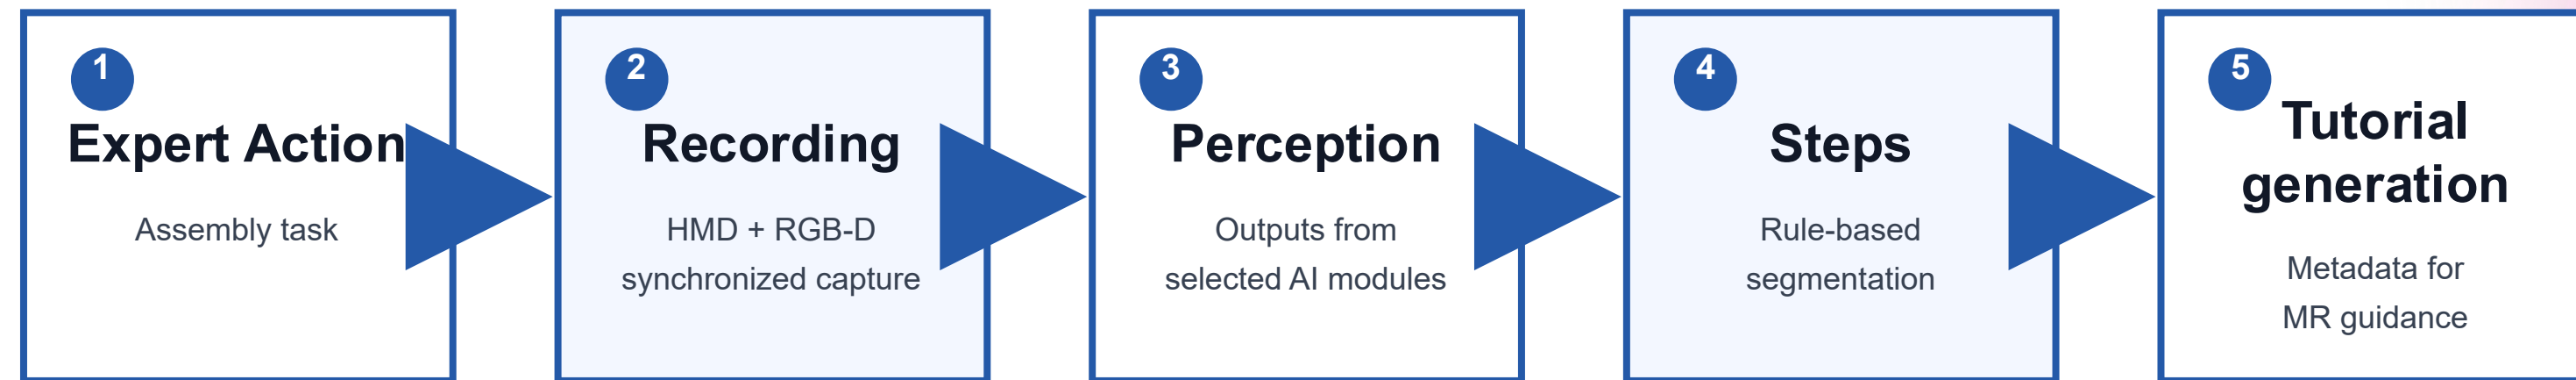 1
Expert Action
Assembly task
2
Recording
HMD + RGB-D
synchronized capture
3
Perception
Outputs from
selected AI modules
4
Steps
Rule-based
segmentation
5
Tutorial
generation
Metadata for
MR guidance